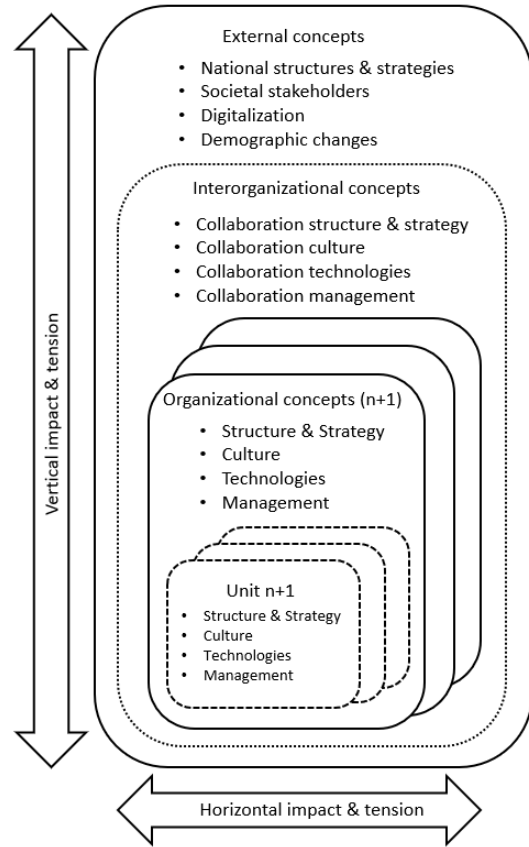 External concepts
• National structures & strategies
• Societal stakeholders
• Digitalization
• Demographic changes
Interorganizational concepts
• Collaboration structure & strategy
• Collaboration culture
• Collaboration technologies
• Collaboration management
Organizational concepts (n+1)
• Structure & Strategy
• Culture
• Technologies
• Management
Unit n+1
• Structure & Strategy
• Culture
• Technologies
• Management
Vertical impact & tension
Horizontal impact & tension